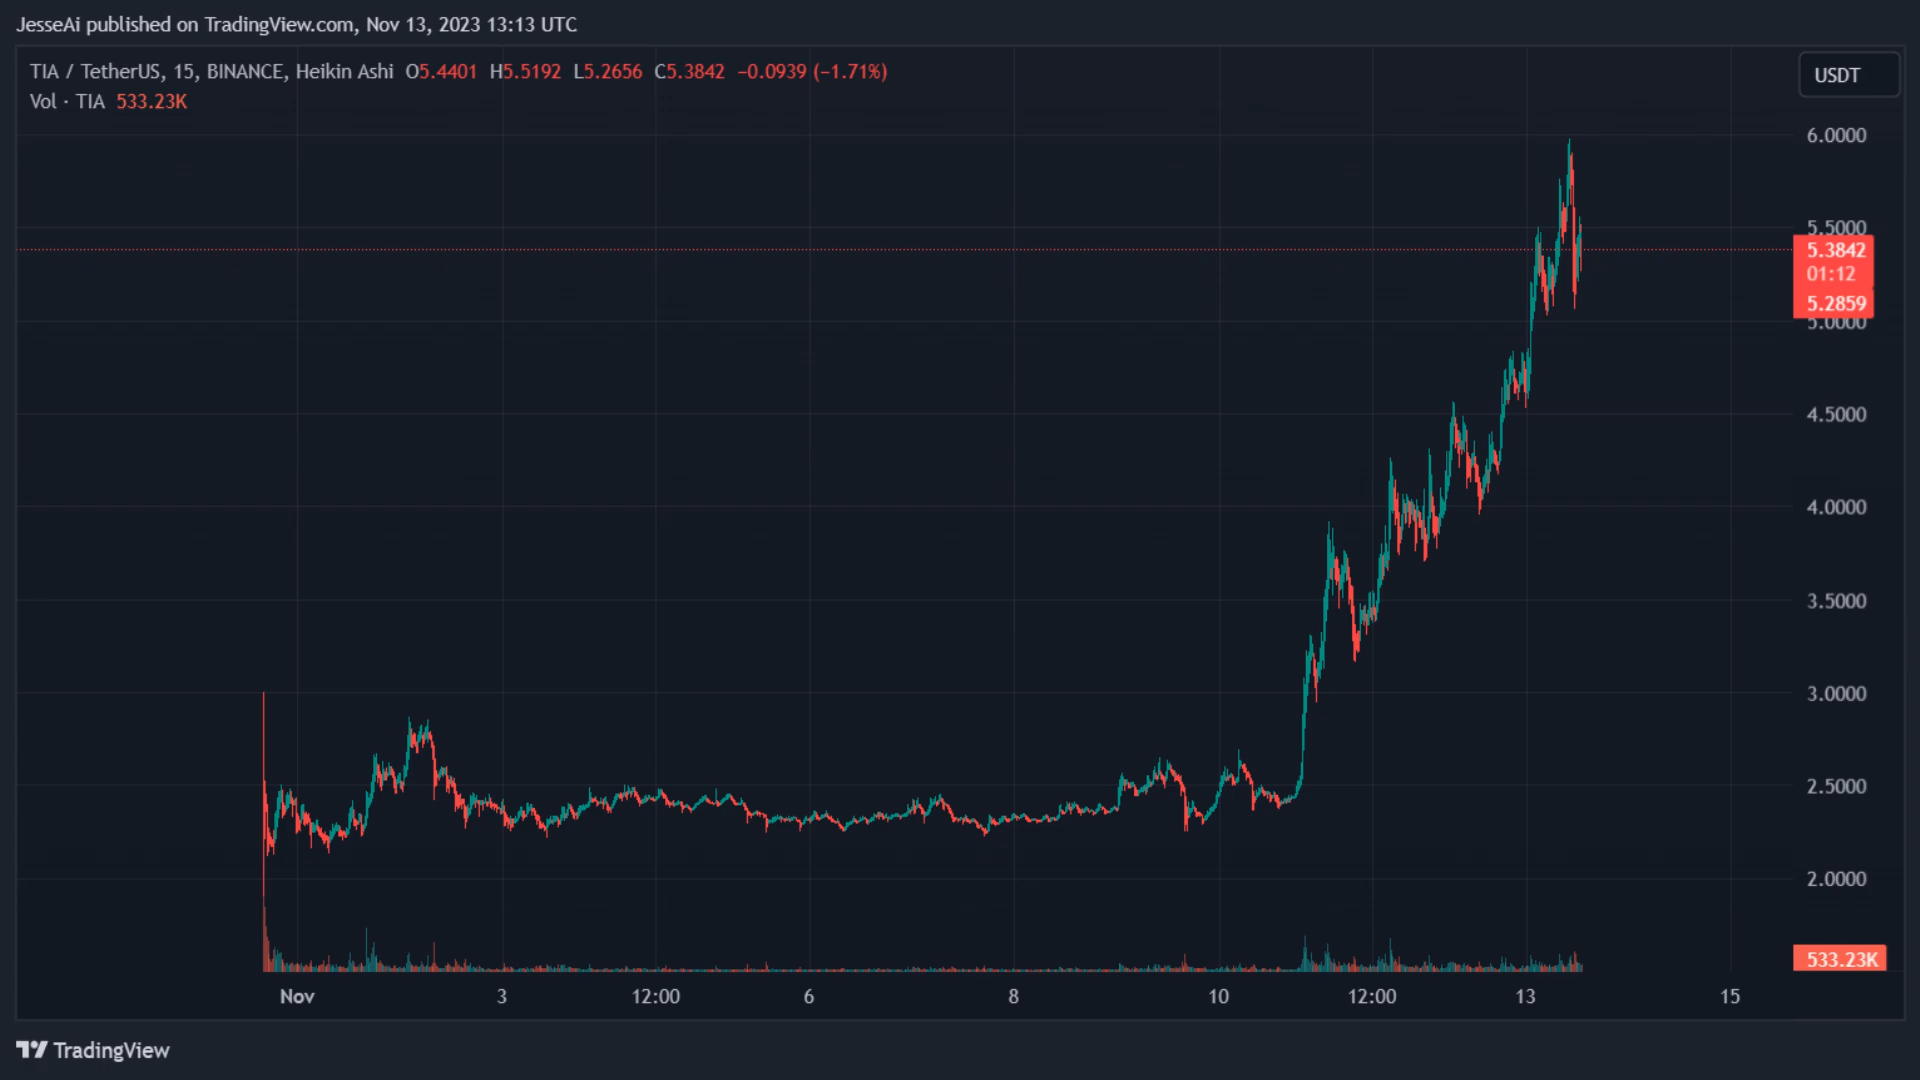 JesseAi published on TradingView.com, Nov 13, 2023 13:13 UTC
TIA / TetherUS, 15, BINANCE, Heikin Ashi O5.4401 H5.5192 L5.2656 C5.3842 −0.0939 (−1.71%)
Vol · TIA 533.23K
USDT
6.0000
5.5000
5.3842
01:12
5.2859
5.0000
4.5000
4.0000
3.5000
3.0000
2.5000
2.0000
533.23K
Nov 3 12:00 6 8 10 12:00 13 15
TradingView